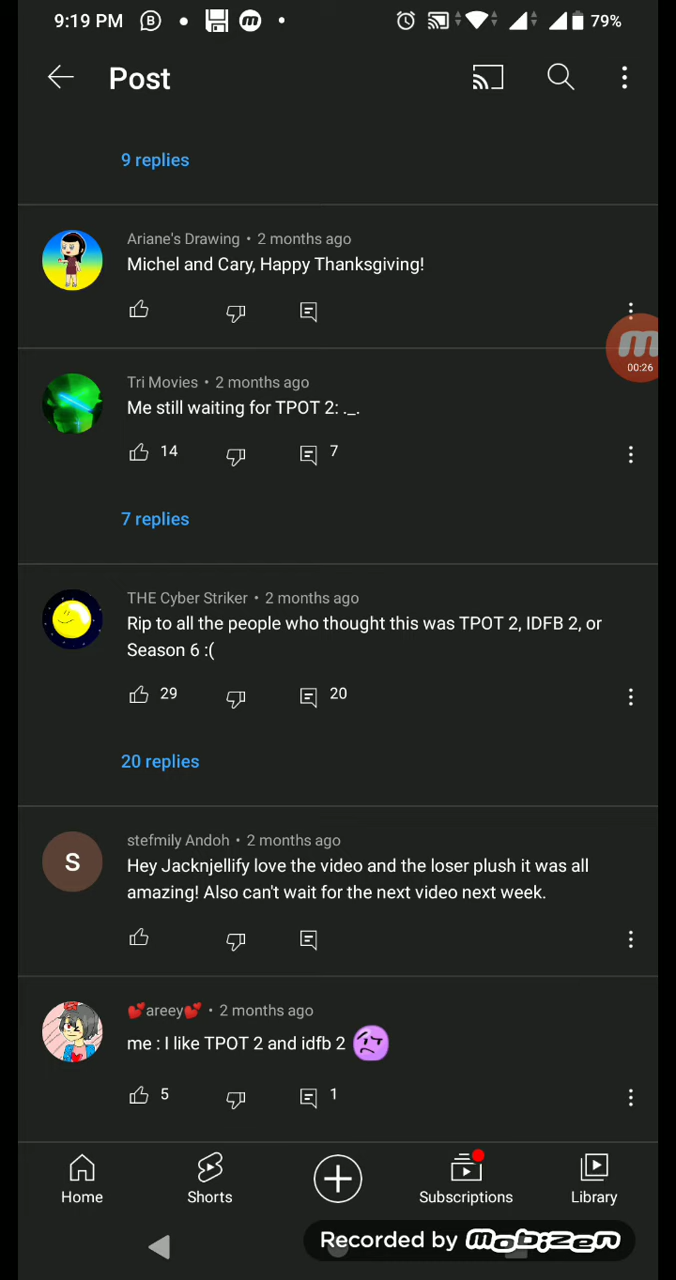 9:19 PM B m 79%
Post
9 replies
Ariane's Drawing • 2 months ago
Michel and Cary, Happy Thanksgiving!
m
00:26
Tri Movies • 2 months ago
Me still waiting for TPOT 2: ._.
14 7
7 replies
THE Cyber Striker • 2 months ago
Rip to all the people who thought this was TPOT 2, IDFB 2, or
Season 6 :(
29 20
20 replies
S
stefmily Andoh • 2 months ago
Hey Jacknjellify love the video and the loser plush it was all
amazing! Also can't wait for the next video next week.
💕areey💕 • 2 months ago
me : I like TPOT 2 and idfb 2
5 1
Home Shorts Subscriptions Library
Recorded by mobizen